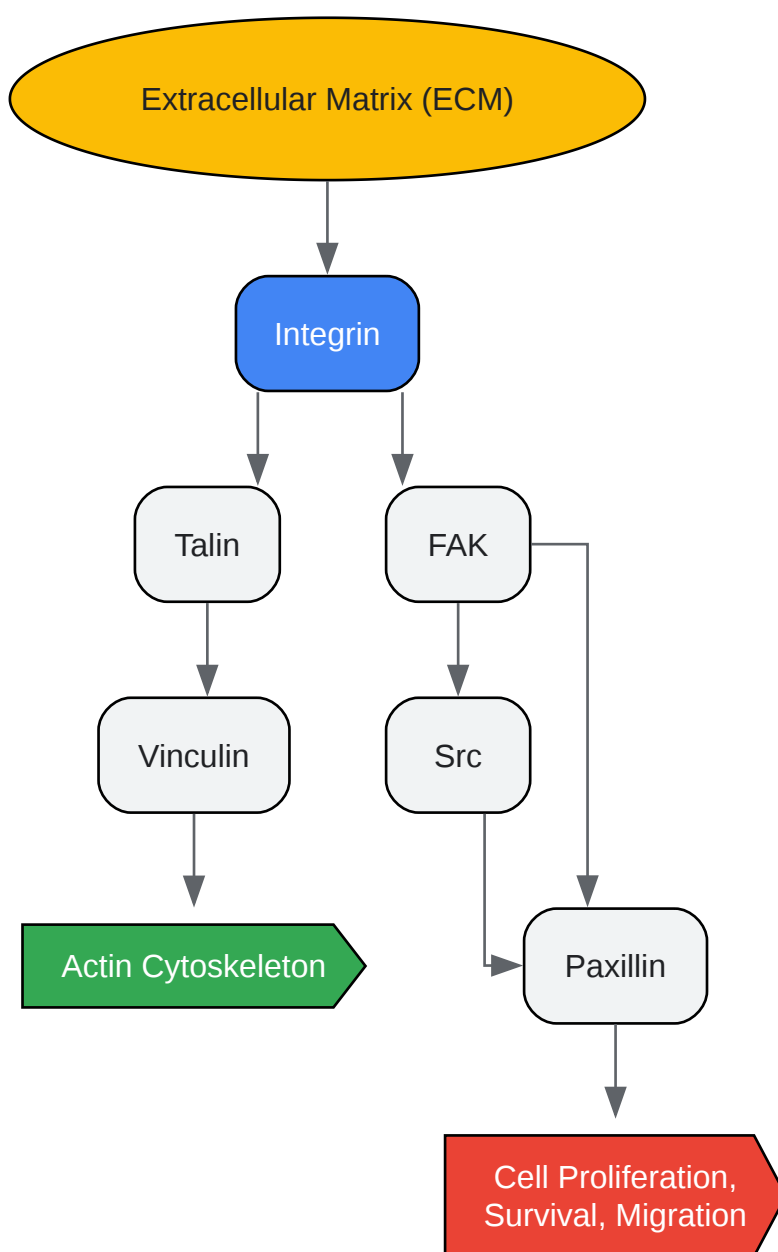 Extracellular Matrix (ECM)
Integrin
Talin
FAK
Vinculin
Src
Actin Cytoskeleton
Paxillin
Cell Proliferation,
Survival, Migration